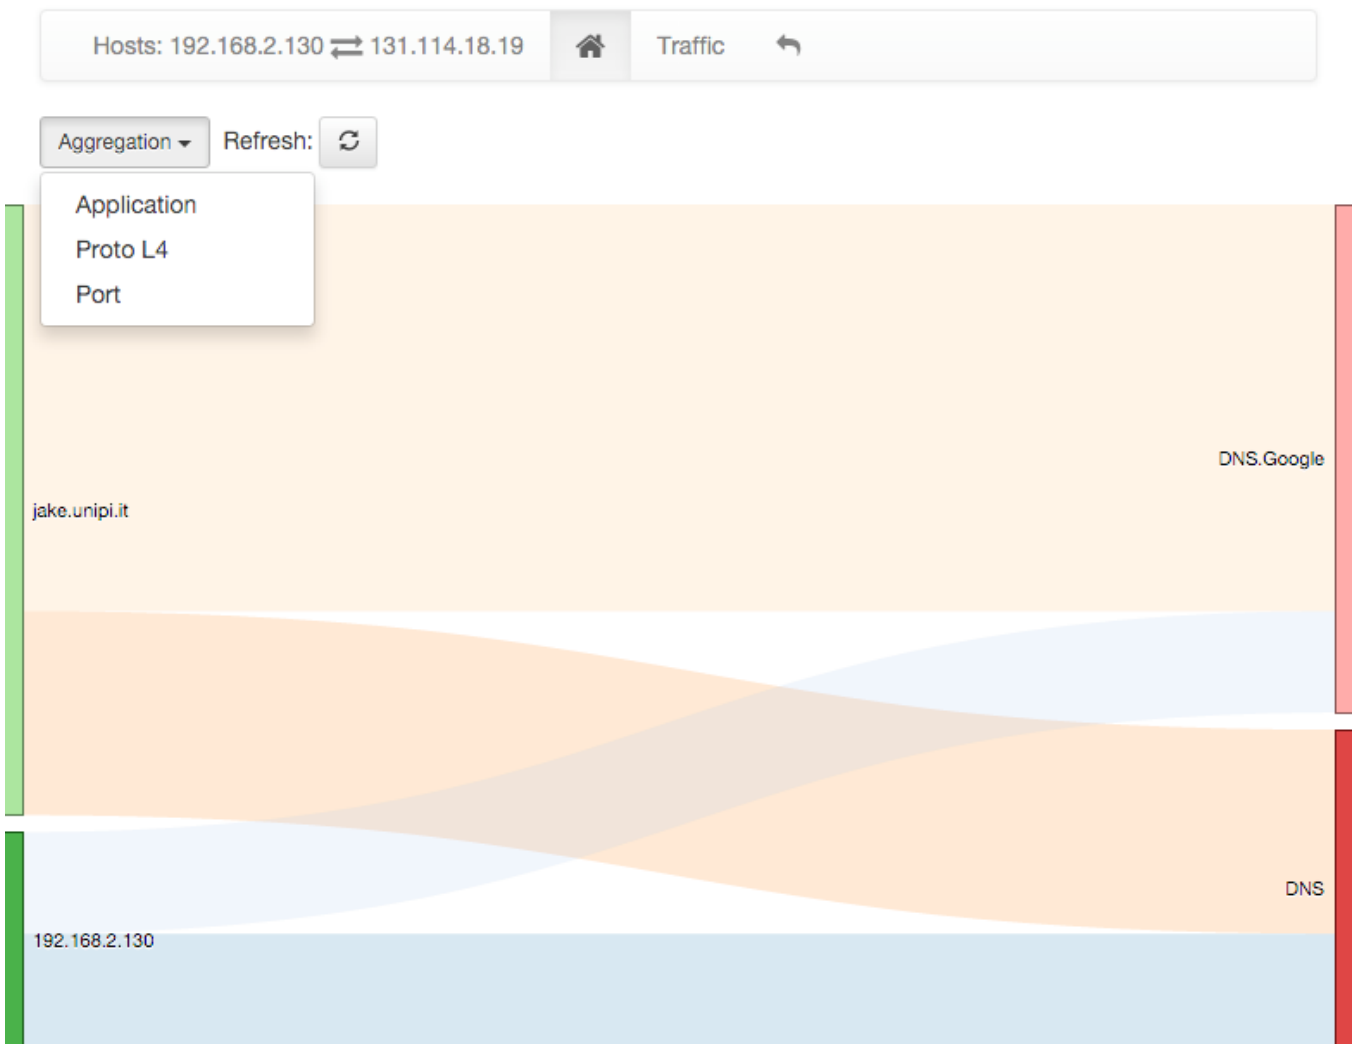 Hosts: 192.168.2.130 ⇄ 131.114.18.19 Traffic
Aggregation Refresh:
Application
Proto L4
Port
DNS.Google
jake.unipi.it
DNS
192.168.2.130